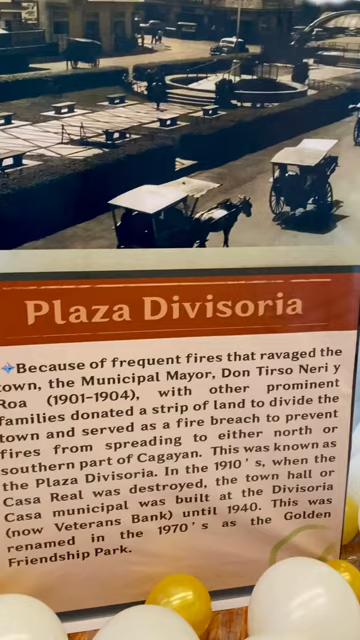 Plaza Divisoria
Because of frequent fires that ravaged the
town, the Municipal Mayor, Don Tirso Neri y
Roa (1901-1904), with other prominent
families donated a strip of land to divide the
town and served as a fire breach to prevent
fires from spreading to either north or
southern part of Cagayan. This was known as
the Plaza Divisoria. In the 1910 ' s, when the
Casa Real was destroyed, the town hall or
Casa municipal was built at the Divisoria
(now Veterans Bank) until 1940. This was
renamed in the 1970 ' s as the Golden
Friendship Park.